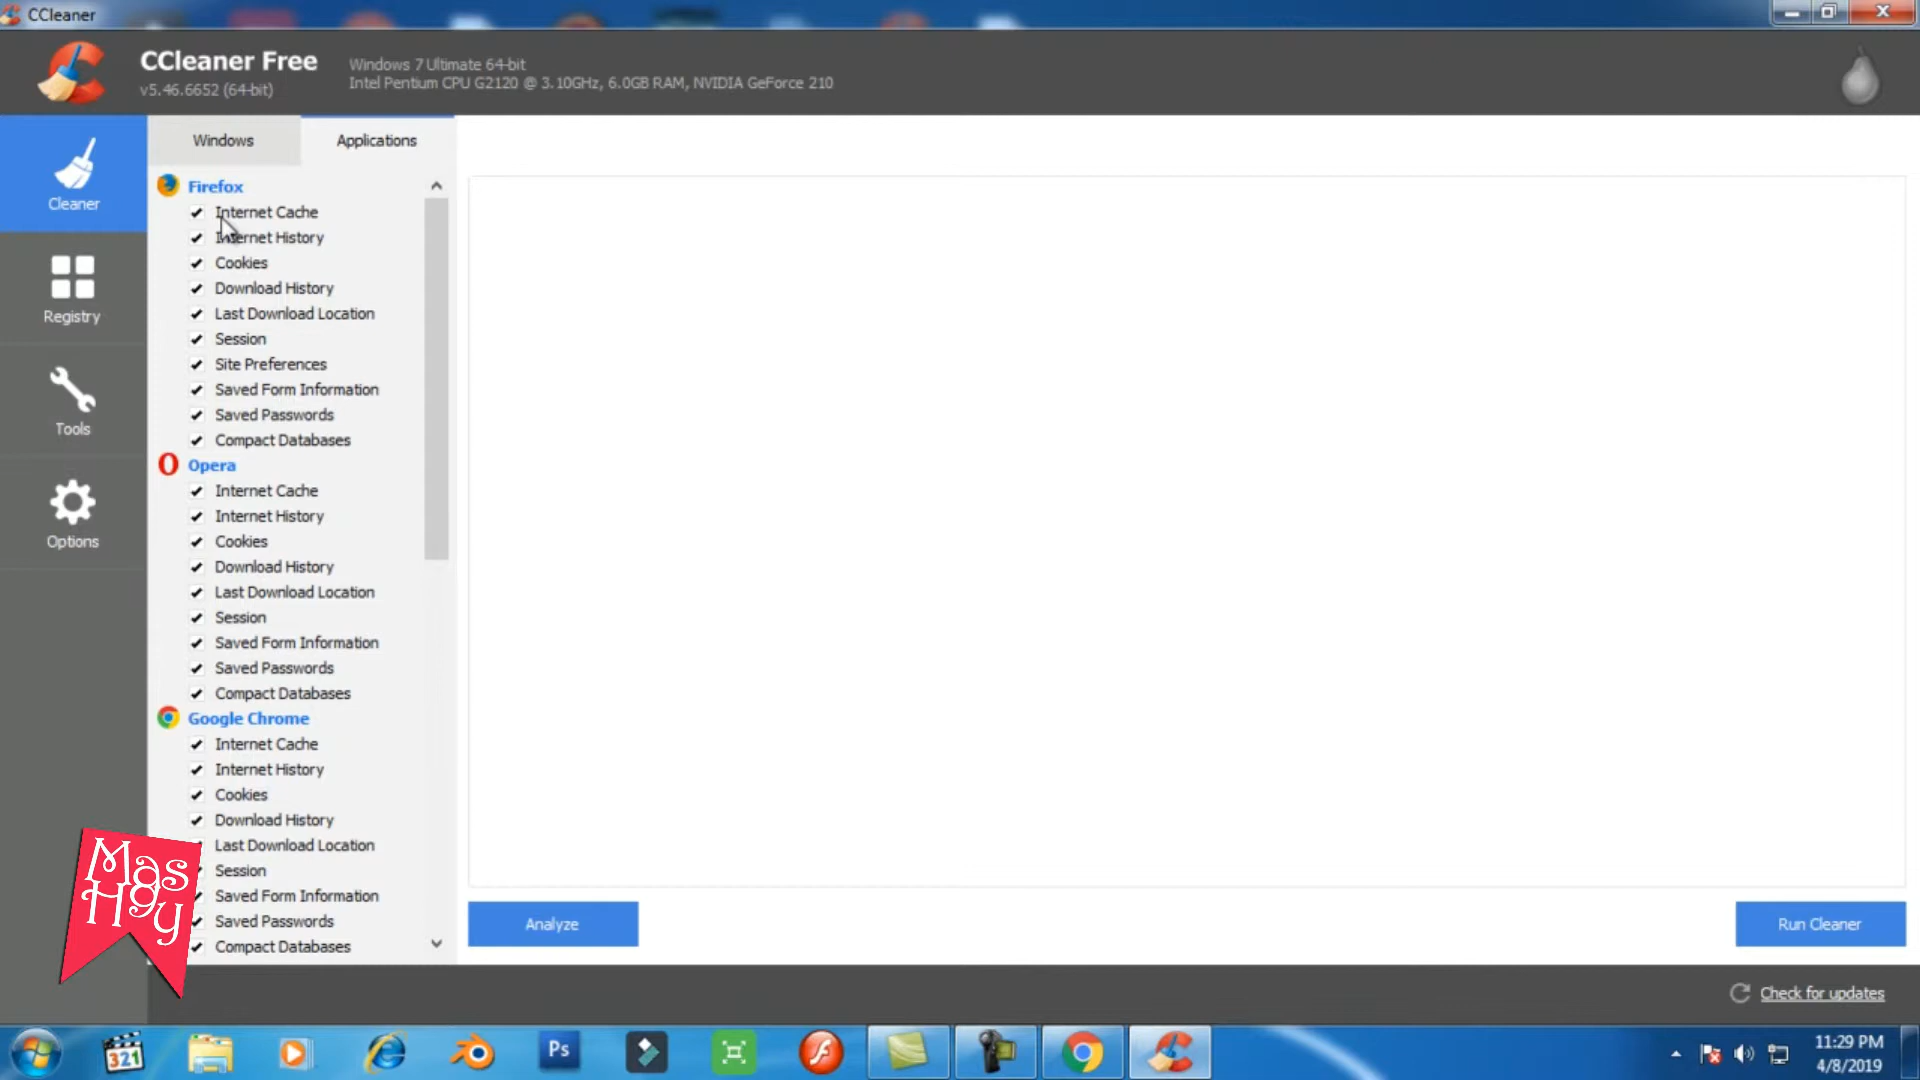 CCleaner
CCleaner Free
v5.46.6652 (64-bit)
Windows 7 Ultimate 64-bit
Intel Pentium CPU G2120 @ 3.10GHz, 6.0GB RAM, NVIDIA GeForce 210
Cleaner
Registry
Tools
Options
Windows
Applications
Firefox
Internet Cache
Internet History
Cookies
Download History
Last Download Location
Session
Site Preferences
Saved Form Information
Saved Passwords
Compact Databases
Opera
Internet Cache
Internet History
Cookies
Download History
Last Download Location
Session
Saved Form Information
Saved Passwords
Compact Databases
Google Chrome
Internet Cache
Internet History
Cookies
Download History
Last Download Location
Session
Saved Form Information
Saved Passwords
Compact Databases
Mas
Hgy
Analyze
Run Cleaner
Check for updates
321
Ps
11:29 PM
4/8/2019